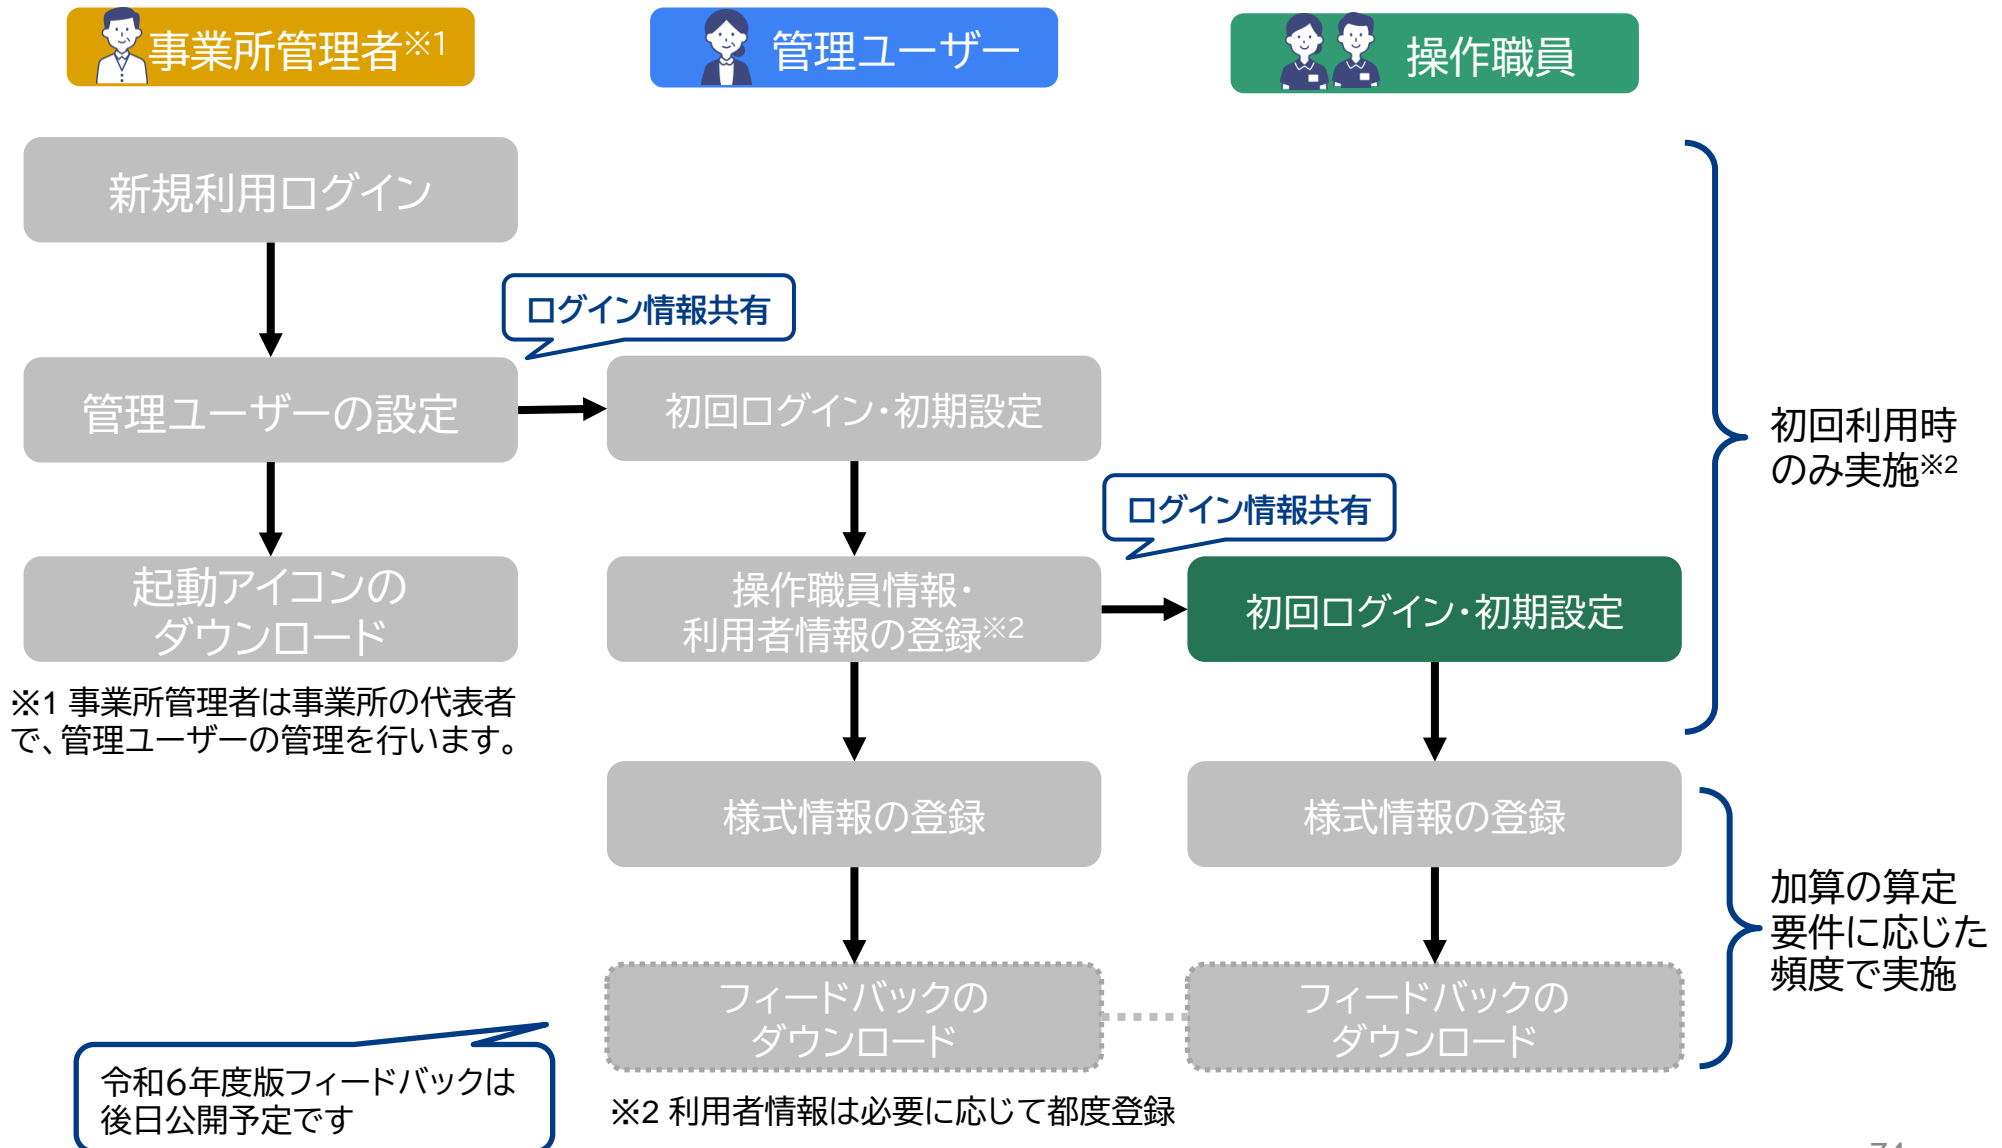 事業所管理者※1
管理ユーザー
操作職員
新規利用ログイン
ログイン情報共有
管理ユーザーの設定
初回ログイン・初期設定
初回利用時
のみ実施※2
ログイン情報共有
起動アイコンの
ダウンロード
操作職員情報・
利用者情報の登録※2
初回ログイン・初期設定
※1 事業所管理者は事業所の代表者
で、管理ユーザーの管理を行います。
様式情報の登録
様式情報の登録
加算の算定
要件に応じた
頻度で実施
フィードバックの
ダウンロード
フィードバックの
ダウンロード
令和6年度版フィードバックは
後日公開予定です
※2 利用者情報は必要に応じて都度登録